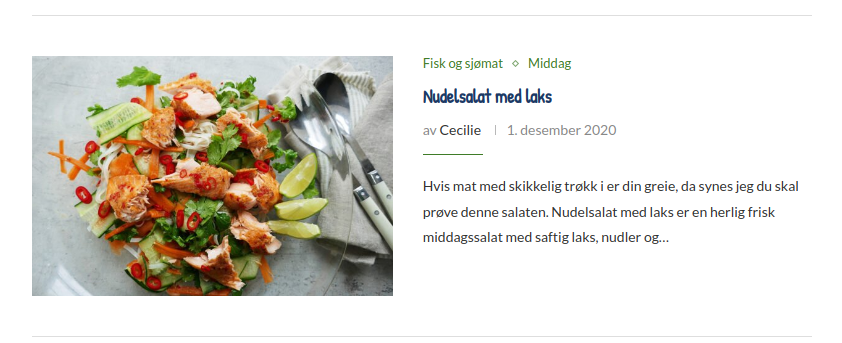 Fisk og sjømat ◇ Middag
Nudelsalat med laks
av Cecilie | 1. desember 2020
Hvis mat med skikkelig trøkk i er din greie, da synes jeg du skal
prøve denne salaten. Nudelsalat med laks er en herlig frisk
middagssalat med saftig laks, nudler og…